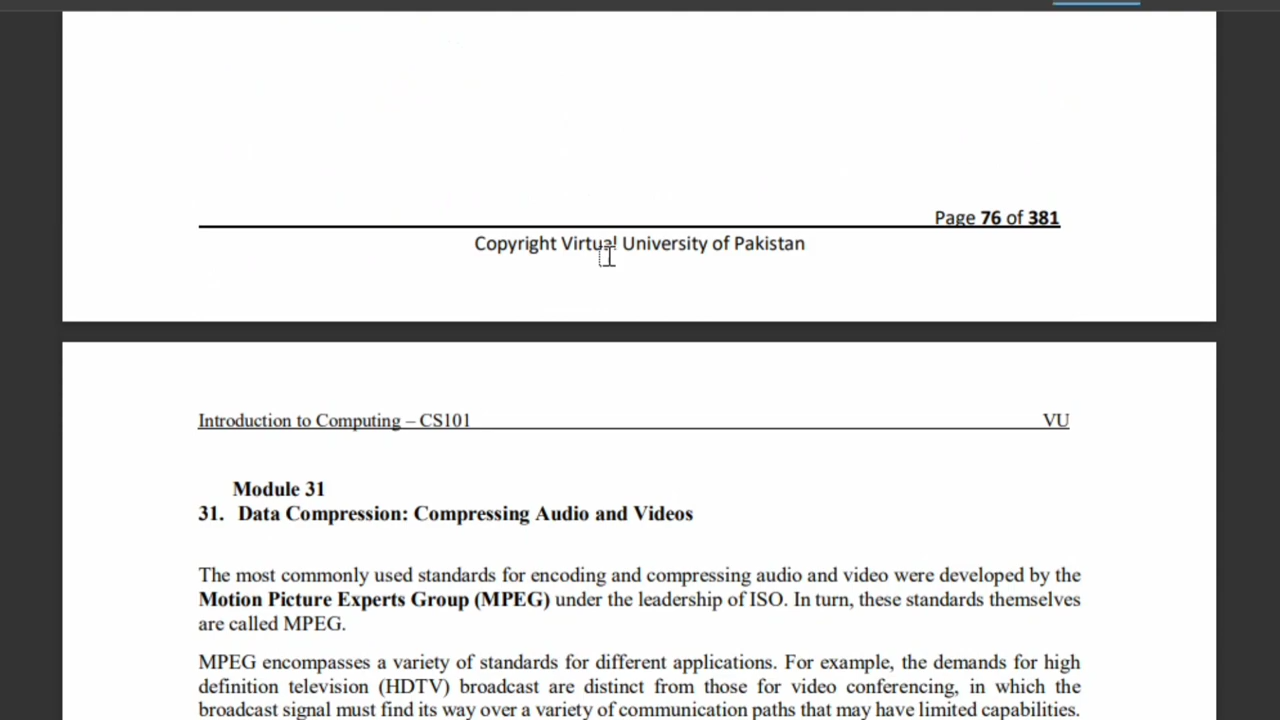 Page 76 of 381
Copyright Virtual University of Pakistan
Introduction to Computing – CS101 VU
Module 31
31. Data Compression: Compressing Audio and Videos
The most commonly used standards for encoding and compressing audio and video were developed by the
Motion Picture Experts Group (MPEG) under the leadership of ISO. In turn, these standards themselves
are called MPEG.
MPEG encompasses a variety of standards for different applications. For example, the demands for high
definition television (HDTV) broadcast are distinct from those for video conferencing, in which the
broadcast signal must find its way over a variety of communication paths that may have limited capabilities.